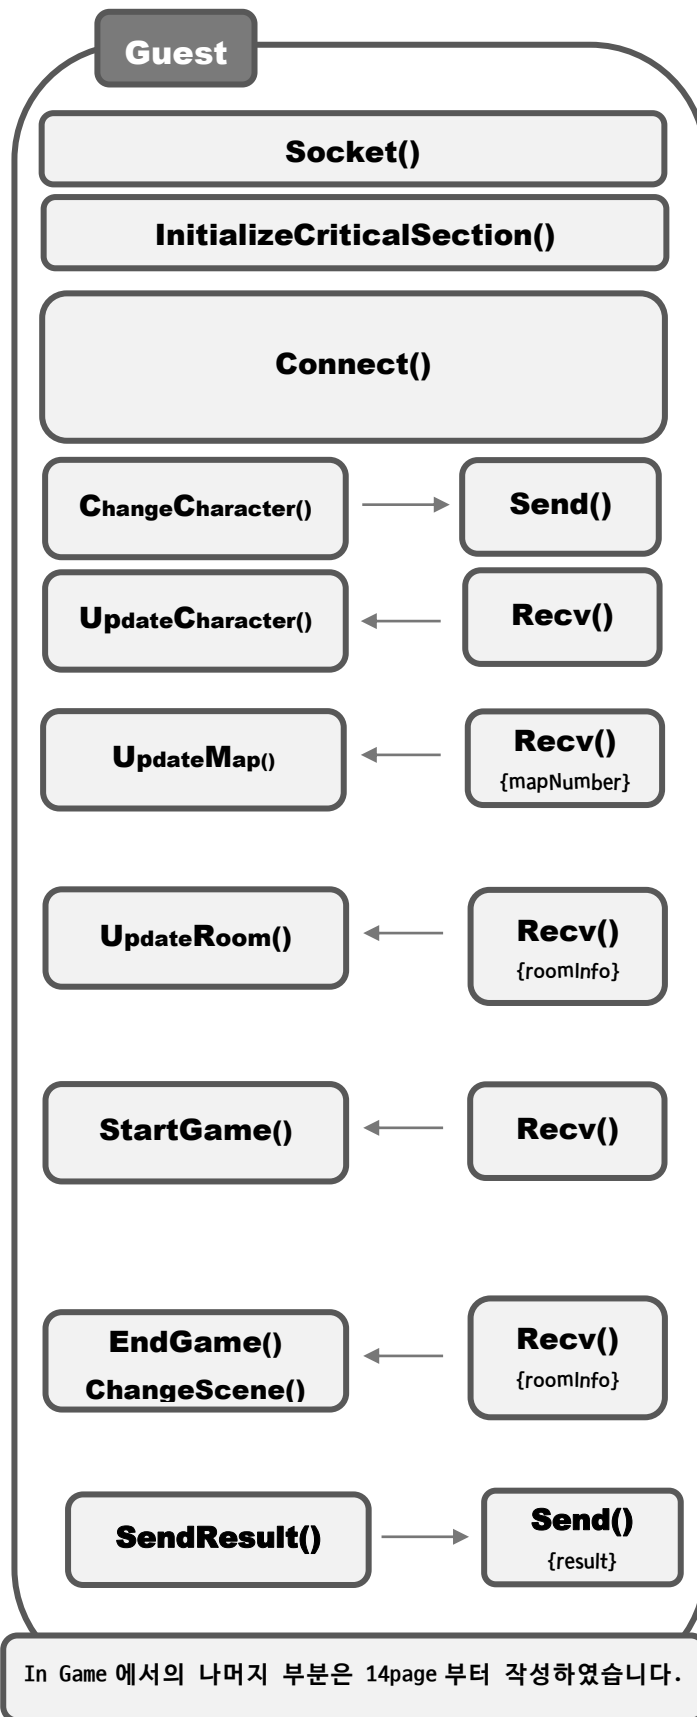 Guest
Socket()
InitializeCriticalSection()
Connect()
ChangeCharacter()
Send()
UpdateCharacter()
Recv()
UpdateMap()
Recv()
{mapNumber}
UpdateRoom()
Recv()
{roomInfo}
StartGame()
Recv()
EndGame()
ChangeScene()
Recv()
{roomInfo}
SendResult()
Send()
{result}
In Game 에서의 나머지 부분은 14page 부터 작성하였습니다.